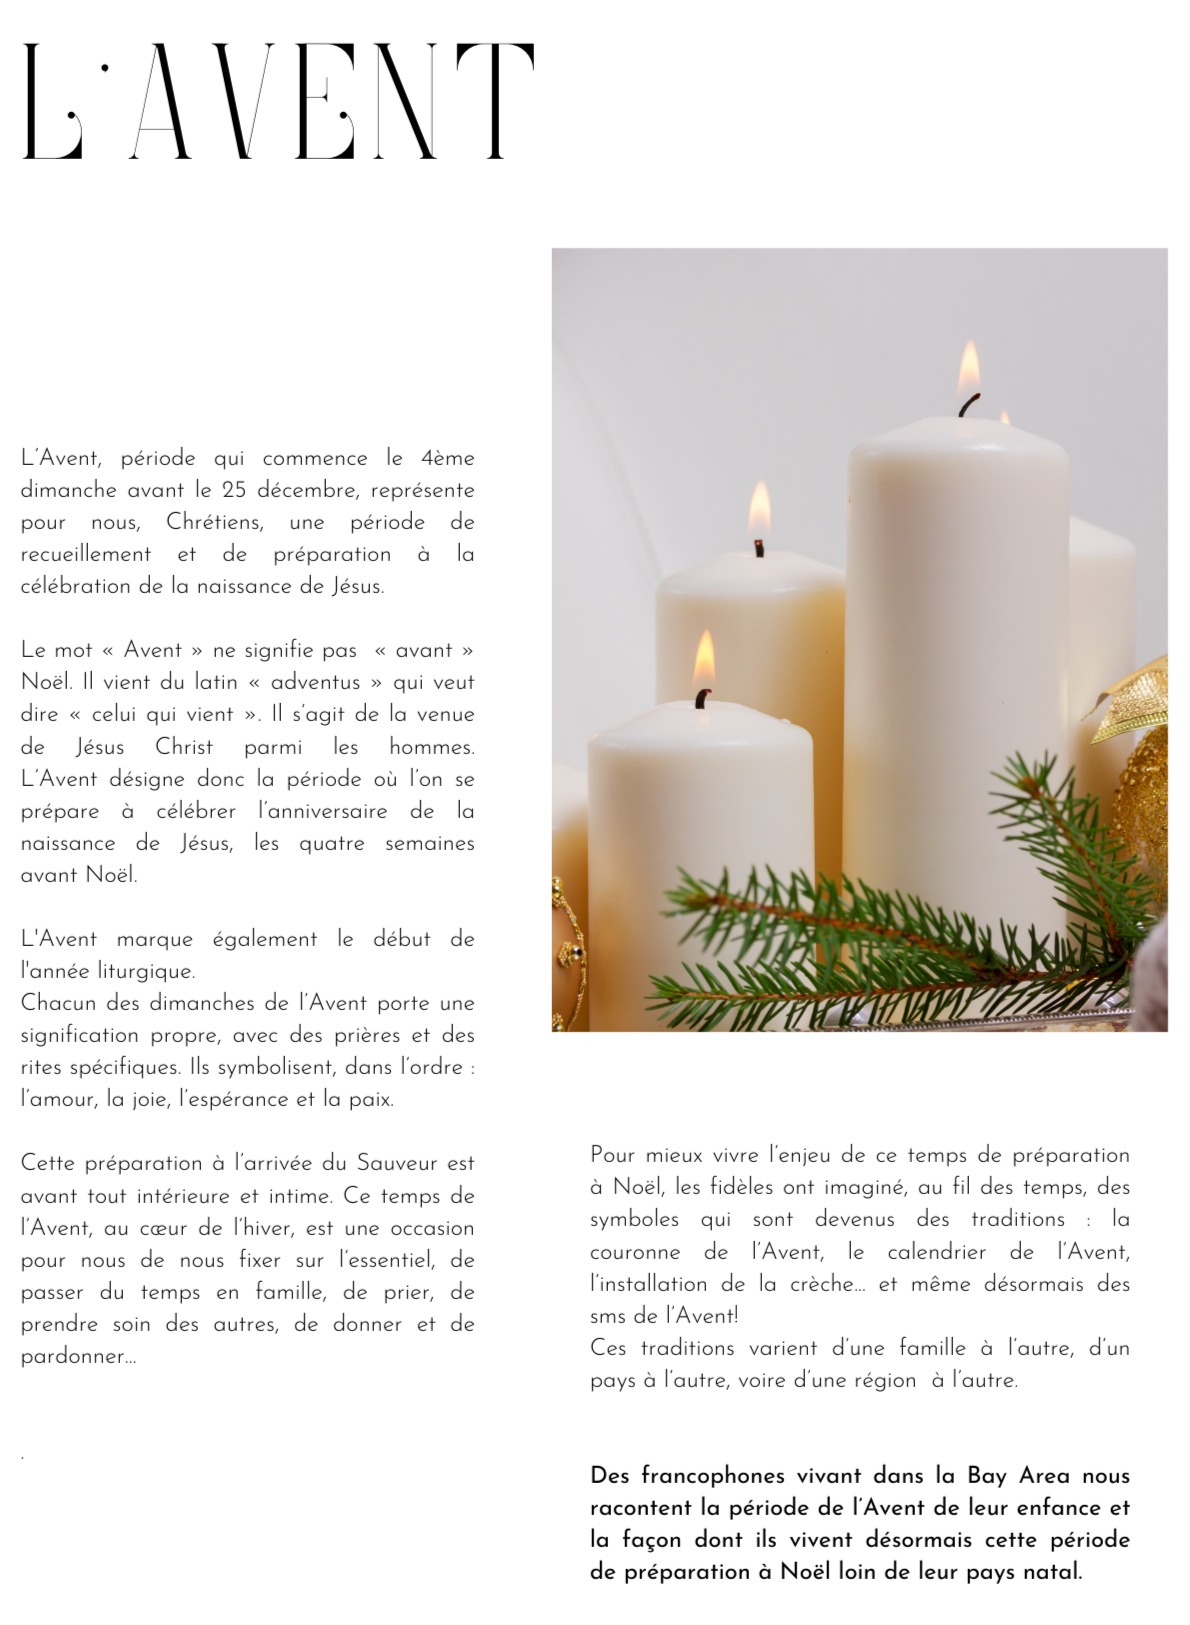 L'AVENT
L’Avent, période qui commence le 4ème
dimanche avant le 25 décembre, représente
pour nous, Chrétiens, une période de
recueillement et de préparation à la
célébration de la naissance de Jésus.
Le mot « Avent » ne signifie pas « avant »
Noël. Il vient du latin « adventus » qui veut
dire « celui qui vient ». Il s’agit de la venue
de Jésus Christ parmi les hommes.
L’Avent désigne donc la période où l’on se
prépare à célébrer l’anniversaire de la
naissance de Jésus, les quatre semaines
avant Noël.
L'Avent marque également le début de
l'année liturgique.
Chacun des dimanches de l’Avent porte une
signification propre, avec des prières et des
rites spécifiques. Ils symbolisent, dans l’ordre :
l’amour, la joie, l’espérance et la paix.
Cette préparation à l’arrivée du Sauveur est
avant tout intérieure et intime. Ce temps de
l’Avent, au cœur de l’hiver, est une occasion
pour nous de nous fixer sur l’essentiel, de
passer du temps en famille, de prier, de
prendre soin des autres, de donner et de
pardonner...
.
Pour mieux vivre l’enjeu de ce temps de préparation
à Noël, les fidèles ont imaginé, au fil des temps, des
symboles qui sont devenus des traditions : la
couronne de l’Avent, le calendrier de l’Avent,
l’installation de la crèche... et même désormais des
sms de l’Avent!
Ces traditions varient d’une famille à l’autre, d’un
pays à l’autre, voire d’une région à l’autre.
Des francophones vivant dans la Bay Area nous
racontent la période de l’Avent de leur enfance et
la façon dont ils vivent désormais cette période
de préparation à Noël loin de leur pays natal.